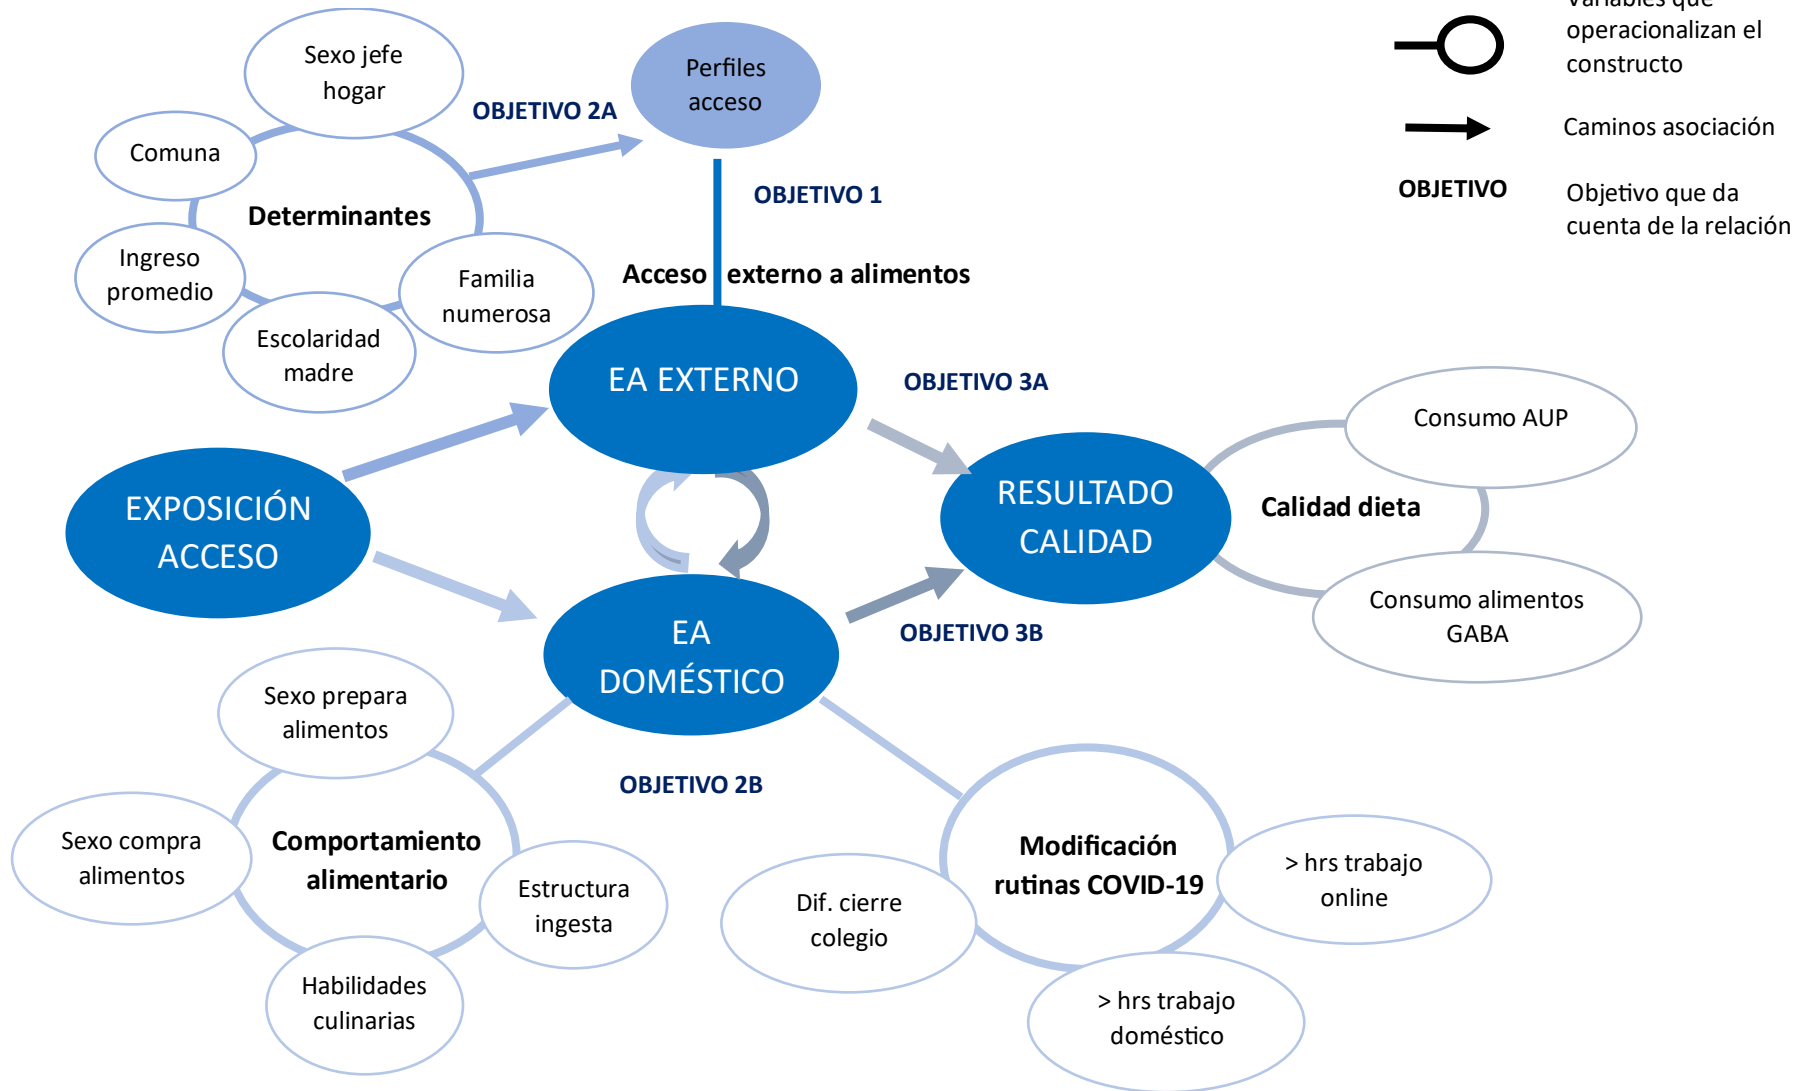 Variables que
operacionalizan el
constructo
Caminos asociación
OBJETIVO
Objetivo que da
cuenta de la relación
Sexo jefe
hogar
Comuna
Determinantes
Ingreso
promedio
Escolaridad
madre
Familia
numerosa
OBJETIVO 2A
Perfiles
acceso
OBJETIVO 1
Acceso externo a alimentos
EA EXTERNO
OBJETIVO 3A
EXPOSICIÓN
ACCESO
RESULTADO
CALIDAD
Calidad dieta
Consumo AUP
Consumo alimentos
GABA
EA
DOMÉSTICO
OBJETIVO 3B
OBJETIVO 2B
Sexo prepara
alimentos
Sexo compra
alimentos
Comportamiento
alimentario
Estructura
ingesta
Habilidades
culinarias
Modificación
rutinas COVID-19
Dif. cierre
colegio
> hrs trabajo
online
> hrs trabajo
doméstico